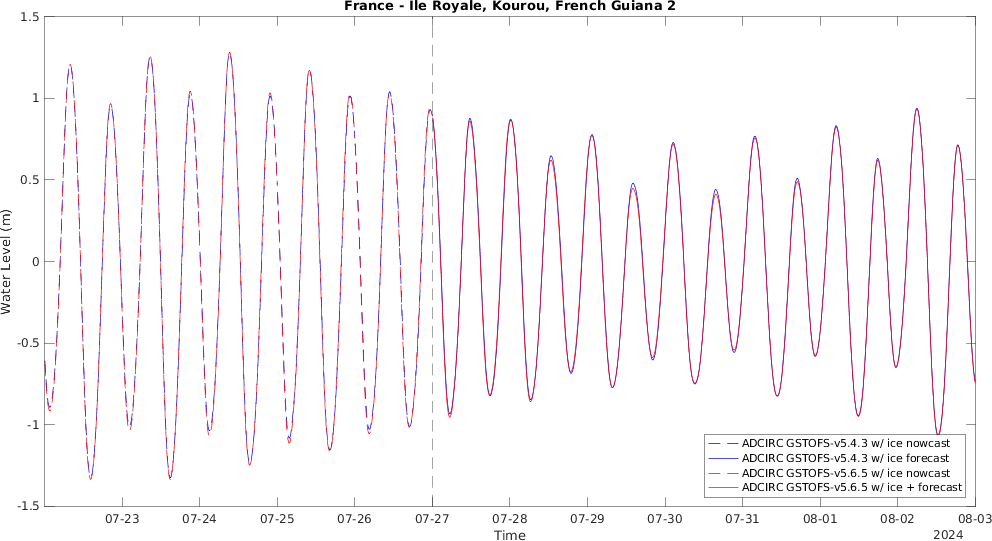 France - Ile Royale, Kourou, French Guiana 2
1.5
1
0.5
0
-0.5
-1
-1.5
Water Level (m)
07-23 07-24 07-25 07-26 07-27 07-28 07-29 07-30 07-31 08-01 08-02 08-03
Time
2024
ADCIRC GSTOFS-v5.4.3 w/ ice nowcast
ADCIRC GSTOFS-v5.4.3 w/ ice forecast
ADCIRC GSTOFS-v5.6.5 w/ ice nowcast
ADCIRC GSTOFS-v5.6.5 w/ ice + forecast